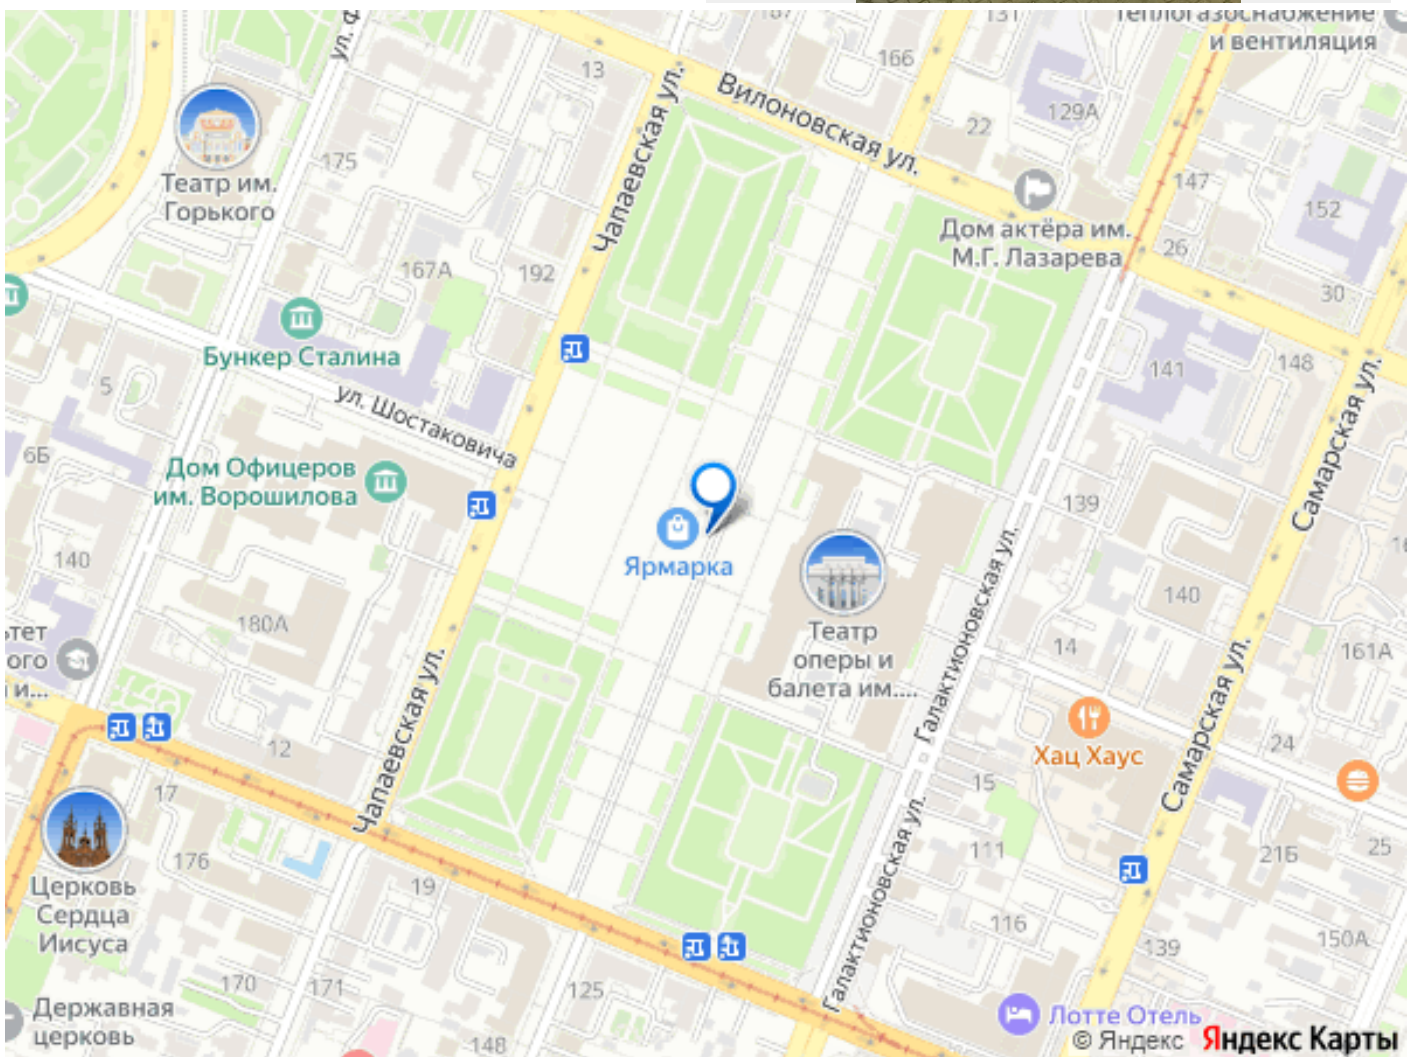 187
131
Теплогазоснабжение
и вентиляция
166
13
Вилоновская ул.
129А
22
Чапаевская ул.
175
Театр им.
Горького
147
152
Дом актёра им.
М.Г. Лазарева
26
167А
192
30
Бункер Сталина
141
148
5
ул. Шостаковича
6Б
Дом Офицеров
им. Ворошилова
139
Самарская ул.
Ярмарка
140
Галактионовская ул.
140
180А
Театр
оперы и
балета им....
14
161А
и...
Чапаевская ул.
Хац Хаус
24
Самарская ул.
12
15
17
176
111
21Б
25
Церковь
Сердца
Иисуса
19
Галактионовская ул.
116
139
150А
170
171
125
Державная
церковь
Лотте Отель
148
© Яндекс Яндекс Карты